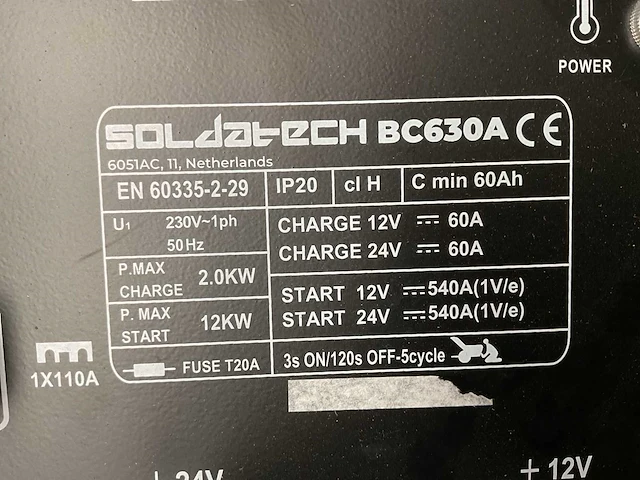 POWER
SOLDATECH BC630A CE
6051AC, 11, Netherlands
EN 60335-2-29 IP20 cl H C min 60Ah
U1 230V~1ph
50Hz
CHARGE 12V 60A
CHARGE 24V 60A
P.MAX
CHARGE 2.0KW
START 12V 540A(1V/e)
START 24V 540A(1V/e)
P. MAX
START 12KW
FUSE T20A
3s ON/120s OFF-5cycle
1X110A
+ 24V
+ 12V